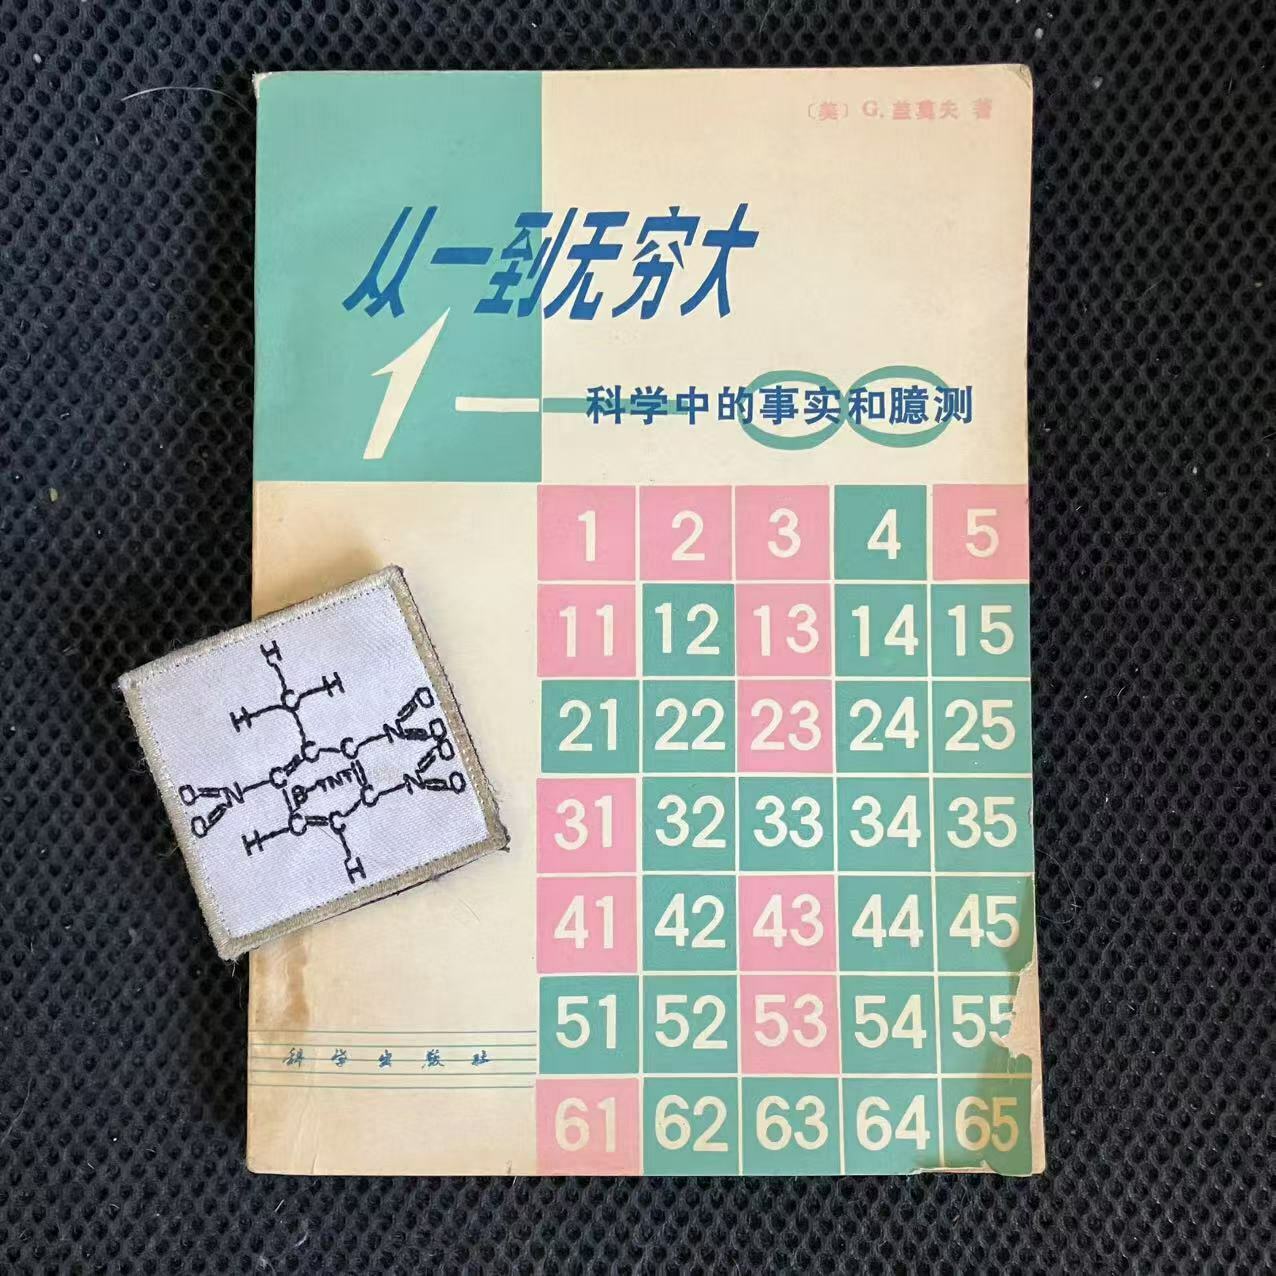 〔美〕 G. 盖莫夫 著
从一到无穷大
1
科学中的事实和臆测
1 2 3 4 5
11 12 13 14 15
21 22 23 24 25
31 32 33 34 35
41 42 43 44 45
51 52 53 54 55
61 62 63 64 65
科学出版社
H
C H
H
C C N O
O
O N C O
O B-TNT C N O
H C C
H